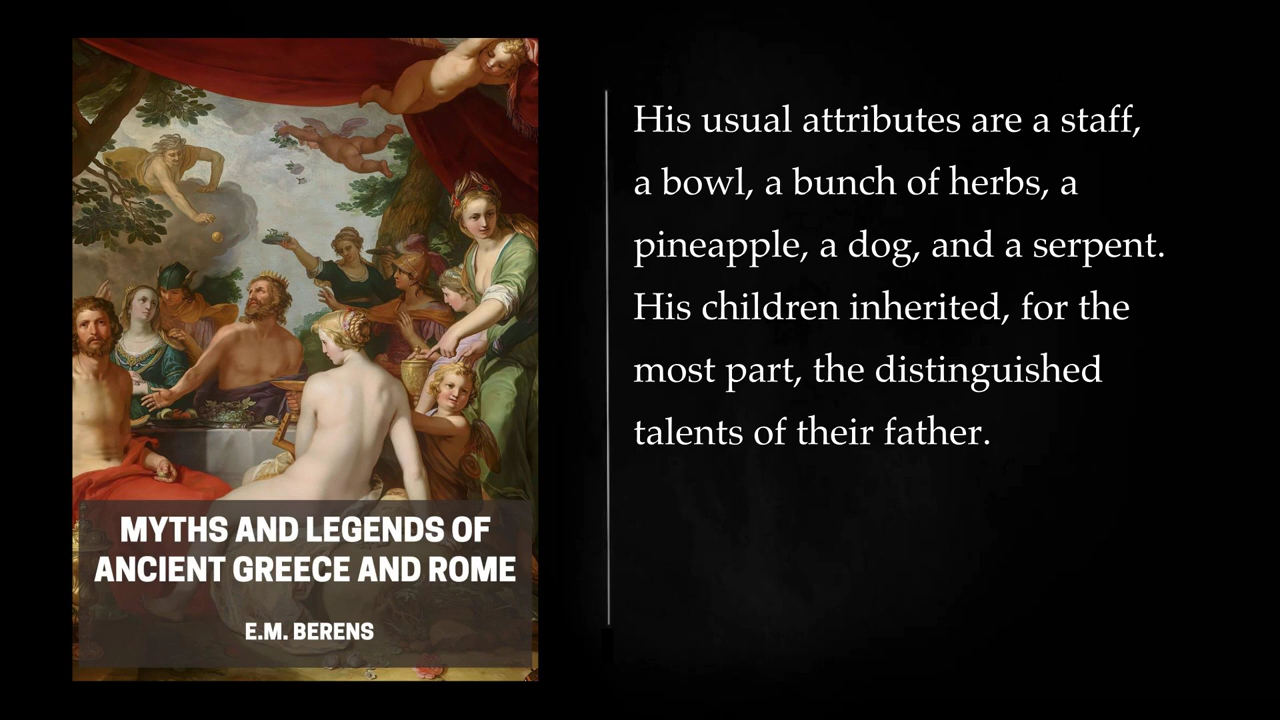 MYTHS AND LEGENDS OF
ANCIENT GREECE AND ROME
E.M. BERENS
His usual attributes are a staff,
a bowl, a bunch of herbs, a
pineapple, a dog, and a serpent.
His children inherited, for the
most part, the distinguished
talents of their father.